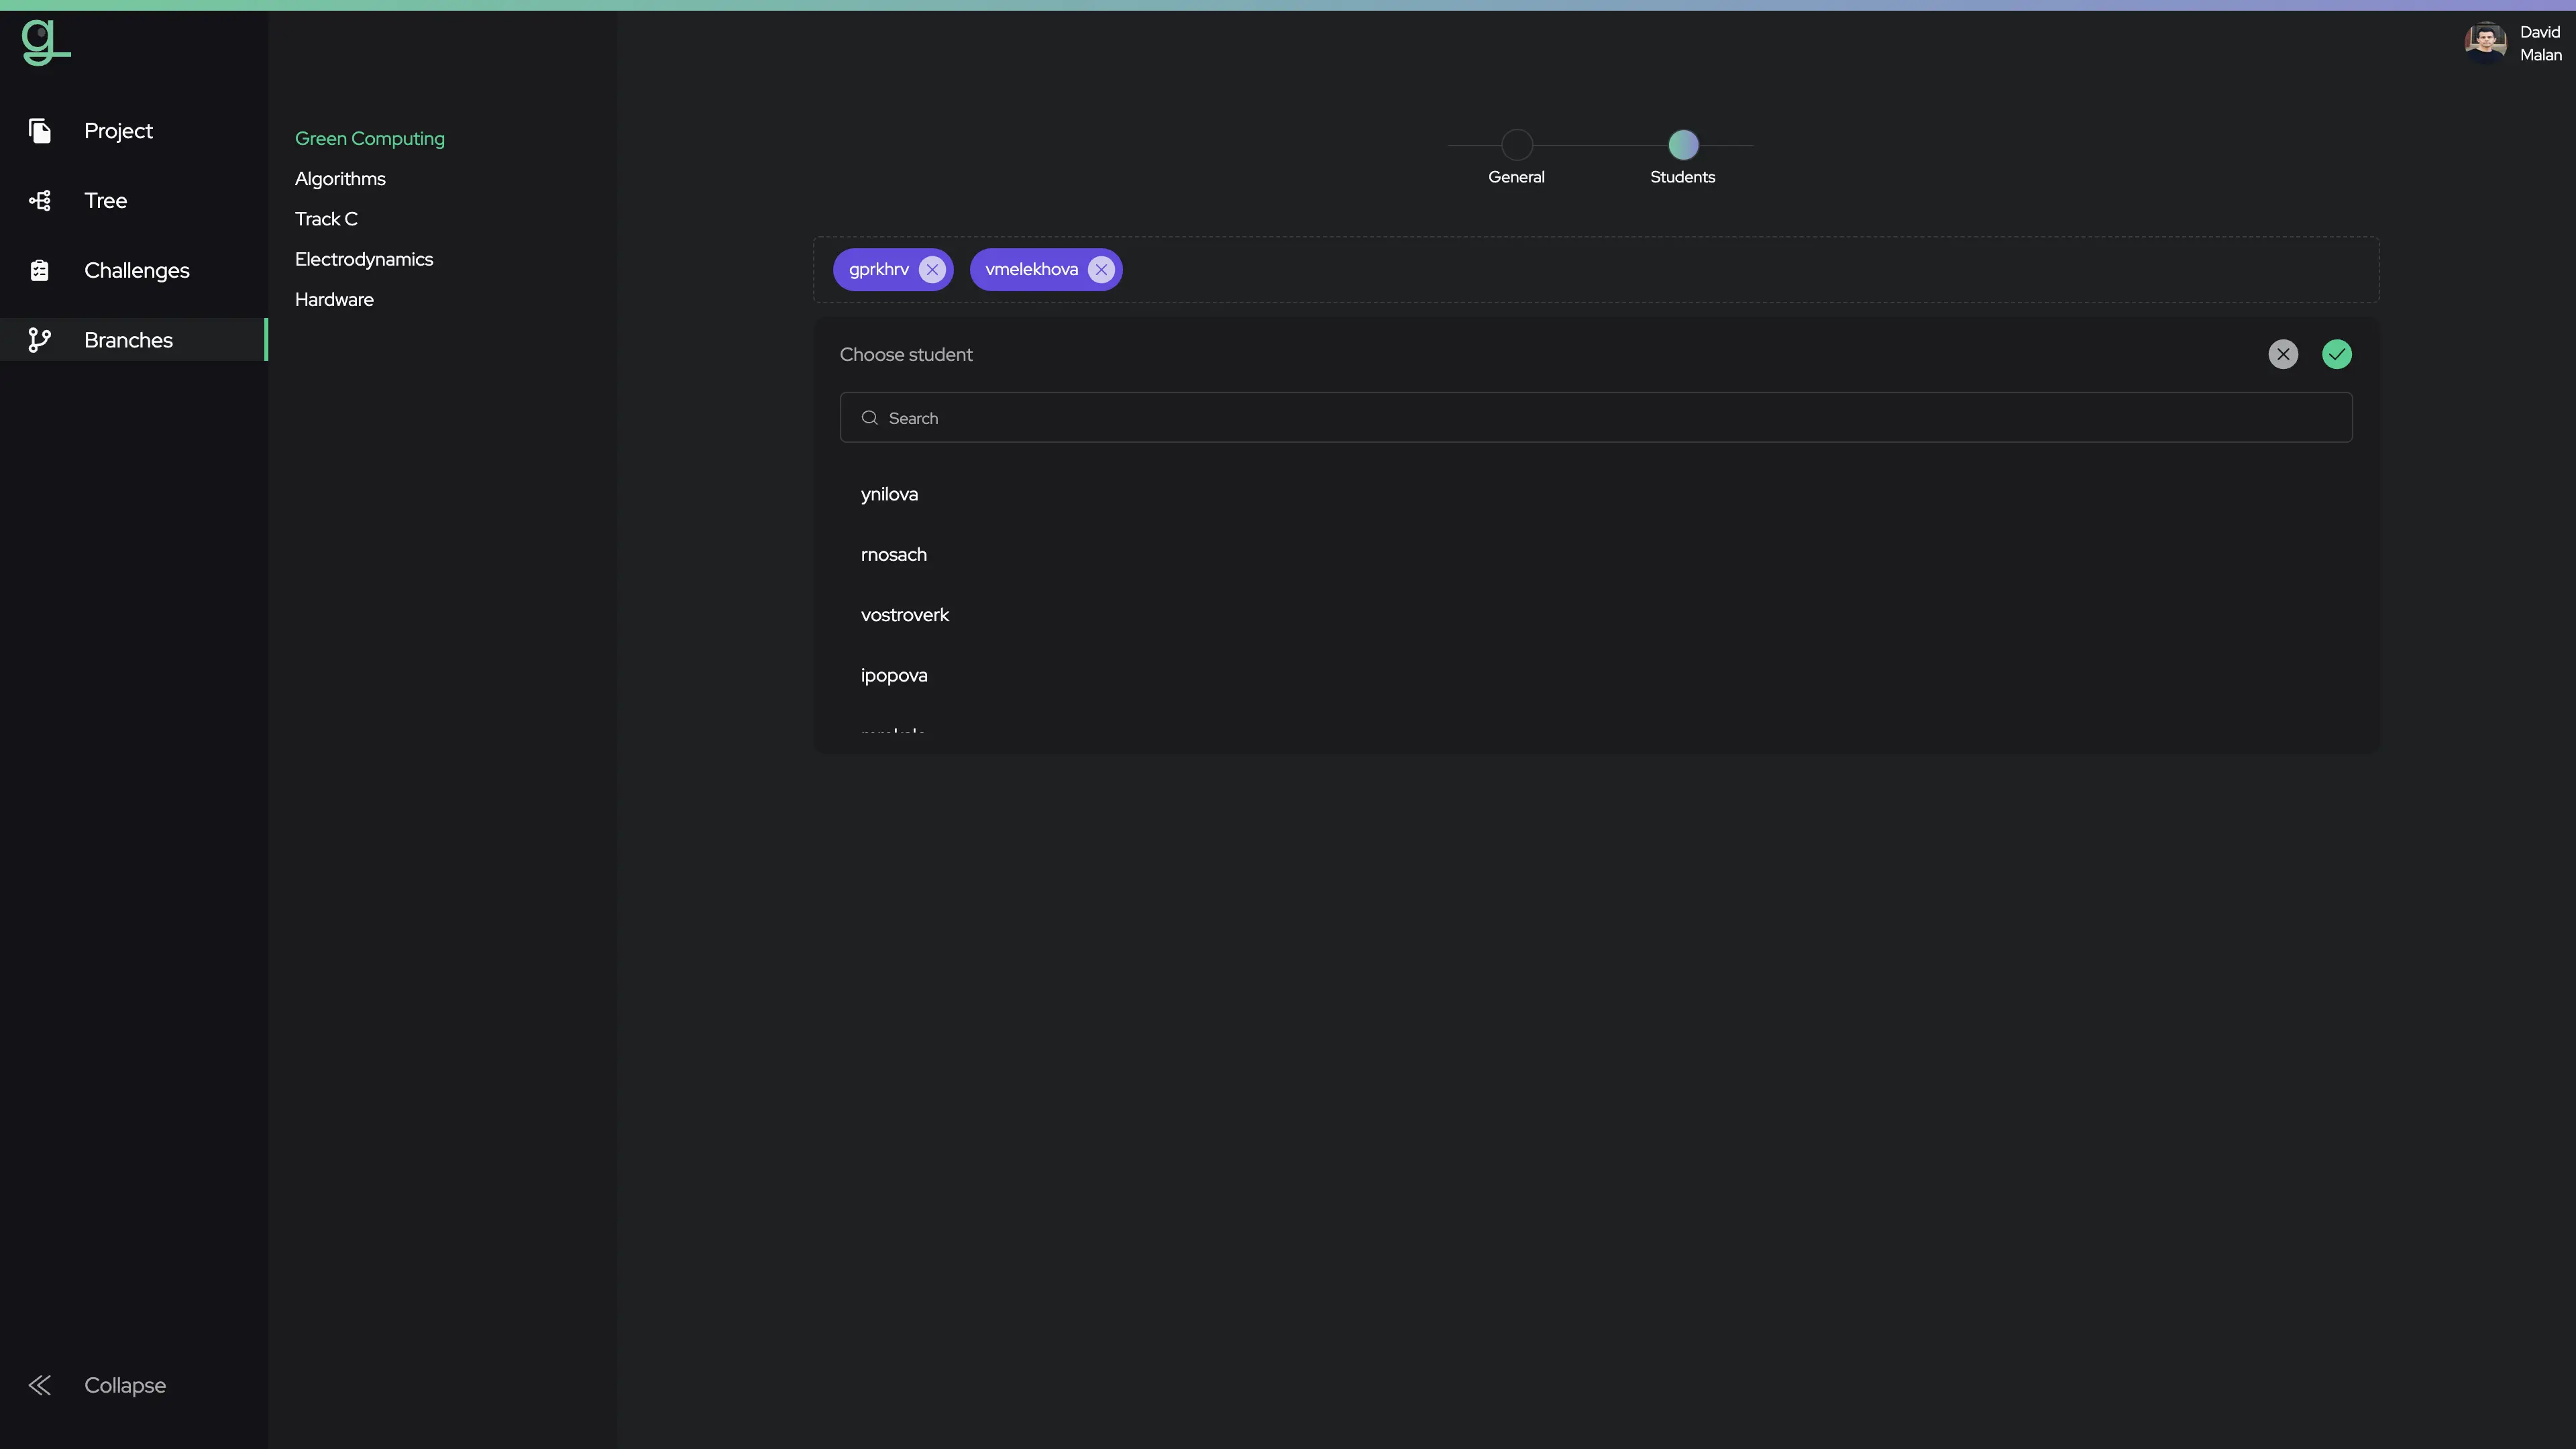 David
Malan
Project
Tree
Challenges
Branches
Collapse
Green Computing
Algorithms
Track C
Electrodynamics
Hardware
General
Students
gprkhrv
vmelekhova
Choose student
Search
ynilova
rnosach
vostroverk
ipopova